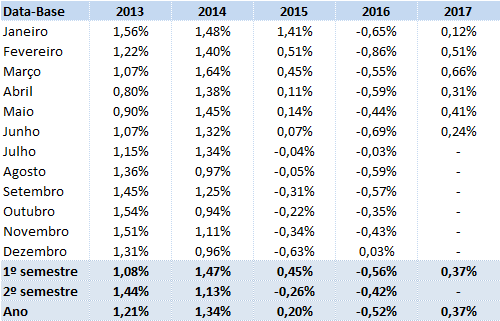 Data-Base 2013 2014 2015 2016 2017
Janeiro 1,56% 1,48% 1,41% -0,65% 0,12%
Fevereiro 1,22% 1,40% 0,51% -0,86% 0,51%
Março 1,07% 1,64% 0,45% -0,55% 0,66%
Abril 0,80% 1,38% 0,11% -0,59% 0,31%
Maio 0,90% 1,45% 0,14% -0,44% 0,41%
Junho 1,07% 1,32% 0,07% -0,69% 0,24%
Julho 1,15% 1,34% -0,04% -0,03% -
Agosto 1,36% 0,97% -0,05% -0,59% -
Setembro 1,45% 1,25% -0,31% -0,57% -
Outubro 1,54% 0,94% -0,22% -0,35% -
Novembro 1,51% 1,11% -0,34% -0,43% -
Dezembro 1,31% 0,96% -0,63% 0,03% -
1º semestre 1,08% 1,47% 0,45% -0,56% 0,37%
2º semestre 1,44% 1,13% -0,26% -0,42% -
Ano 1,21% 1,34% 0,20% -0,52% 0,37%